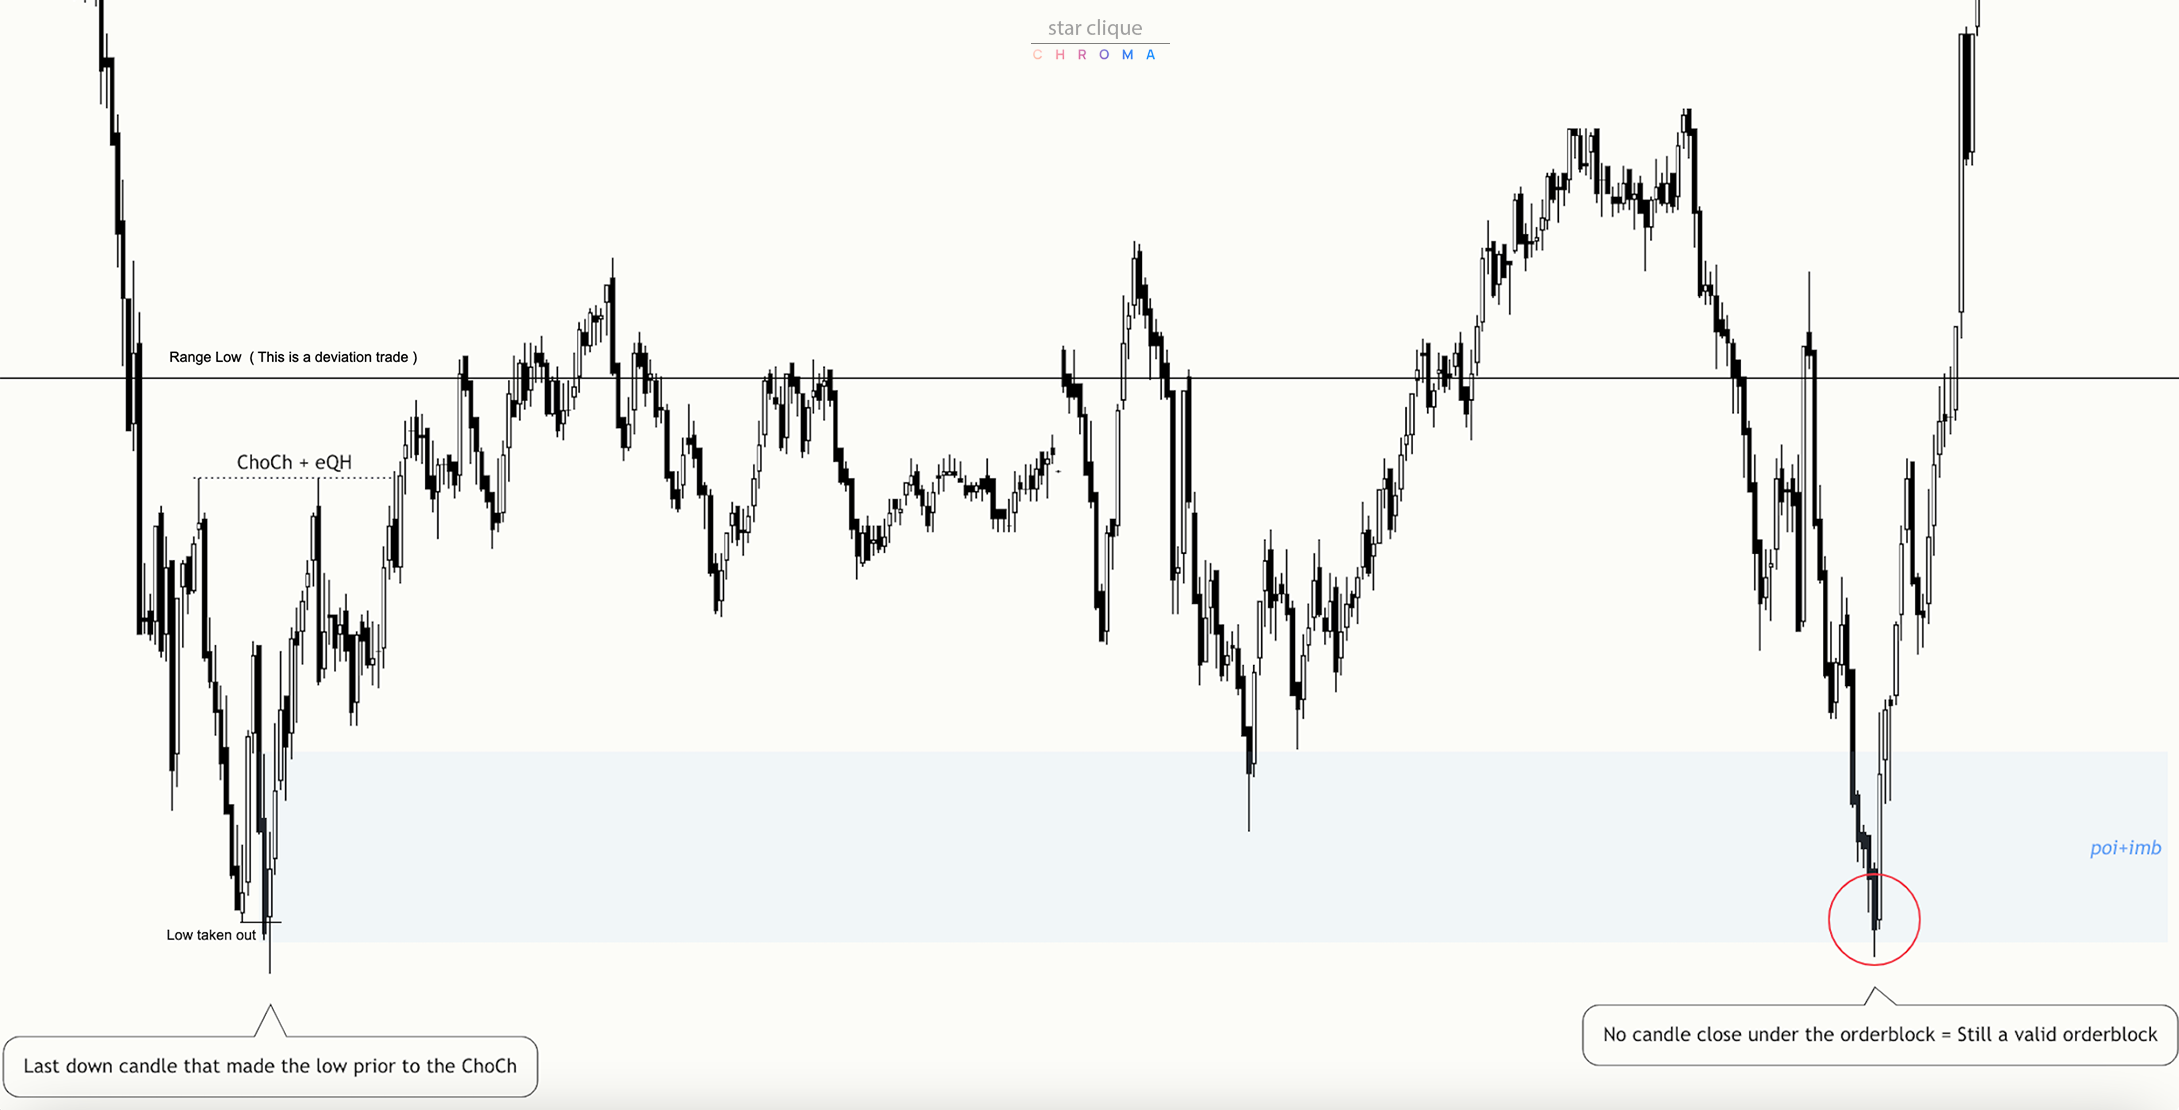 star clique
CHROMA
Range Low ( This is a deviation trade )
ChoCh + eQH
poi+imb
Low taken out
No candle close under the orderblock = Still a valid orderblock
Last down candle that made the low prior to the ChoCh